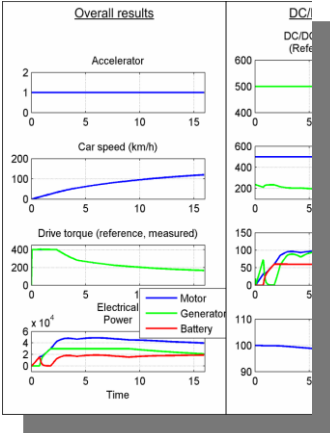 Overall results
DC/
DC/DC
(Refe
Accelerator
2
1
0
0 5 10 15
600
500
400
0 5
Car speed (km/h)
200
100
0
0 5 10 15
600
400
200
0 5
Drive torque (reference, measured)
400
200
0
0 5 10 15
150
100
50
0
0 5
Electrical
Power
Motor
Generator
Battery
x 10^4
6
4
2
0
0 5 10 15
Time
110
100
90
0 5